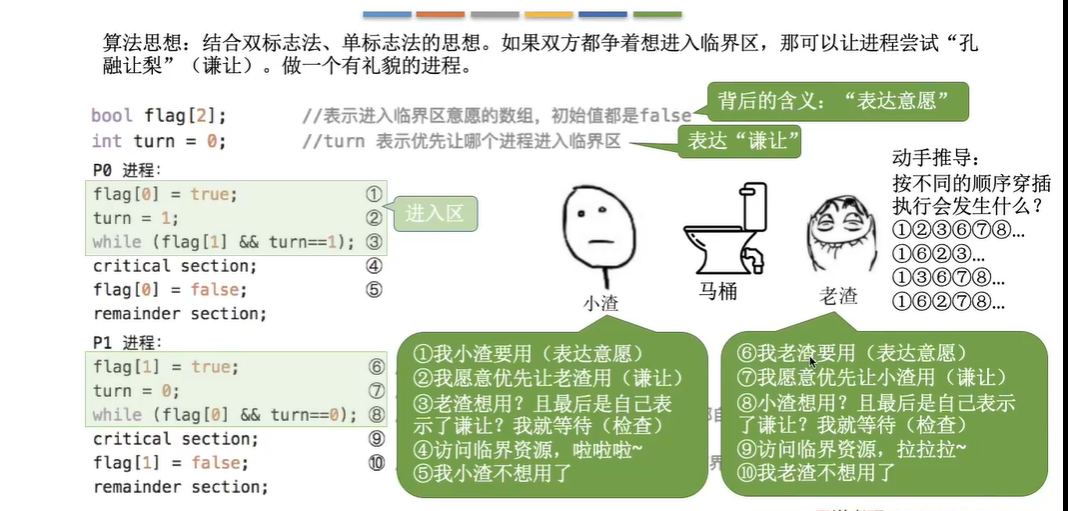 算法思想：结合双标志法、单标志法的思想。如果双方都争着想进入临界区，那可以让进程尝试“孔
融让梨”（谦让）。做一个有礼貌的进程。
bool flag[2]; //表示进入临界区意愿的数组，初始值都是false
背后的含义：“表达意愿”
int turn = 0; //turn 表示优先让哪个进程进入临界区
表达“谦让”
P0 进程：
flag[0] = true; ①
turn = 1; ②
while (flag[1] && turn==1); ③
critical section; ④
flag[0] = false; ⑤
remainder section;
进入区
P1 进程：
flag[1] = true; ⑥
turn = 0; ⑦
while (flag[0] && turn==0); ⑧
critical section; ⑨
flag[1] = false; ⑩
remainder section;
小渣
马桶
老渣
动手推导：
按不同的顺序穿插
执行会发生什么？
①②③⑥⑦⑧…
①⑥②③…
①③⑥⑦⑧…
①⑥②⑦⑧…
①我小渣要用（表达意愿）
②我愿意优先让老渣用（谦让）
③老渣想用？且最后是自己表
示了谦让？我就等待（检查）
④访问临界资源，啦啦啦~
⑤我小渣不想用了
⑥我老渣要用（表达意愿）
⑦我愿意优先让小渣用（谦让）
⑧小渣想用？且最后是自己表示
了谦让？我就等待（检查）
⑨访问临界资源，拉拉拉~
⑩我老渣不想用了